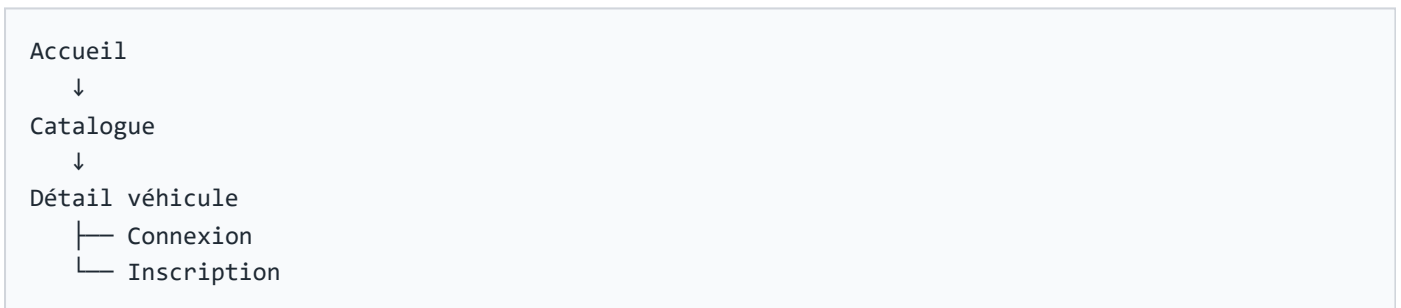 Accueil
↓
Catalogue
↓
Détail véhicule
├── Connexion
└── Inscription